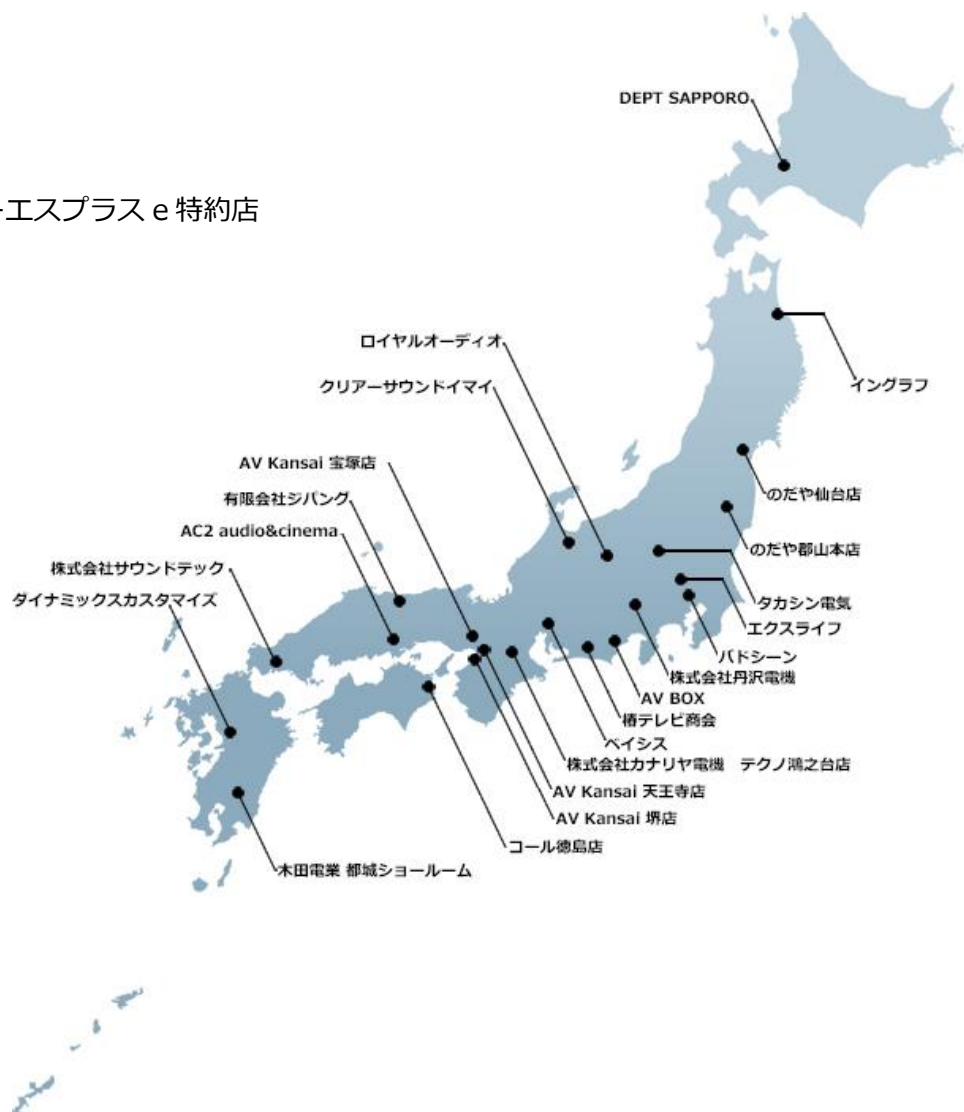 DEPT SAPPORO
ーエスプラス e 特約店
ロイヤルオーディオ
イングラフ
クリアーサウンドイマイ
AV Kansai 宝塚店
のだや仙台店
有限会社ジパング
AC2 audio&cinema
のだや郡山本店
株式会社サウンドテック
ダイナミックスカスタマイズ
タカシン電気
エクスライフ
バドシーン
株式会社丹沢電機
AV BOX
椿テレビ商会
ベイシス
株式会社カナリヤ電機　テクノ鴻之台店
AV Kansai 天王寺店
AV Kansai 堺店
コール徳島店
木田電業 都城ショールーム